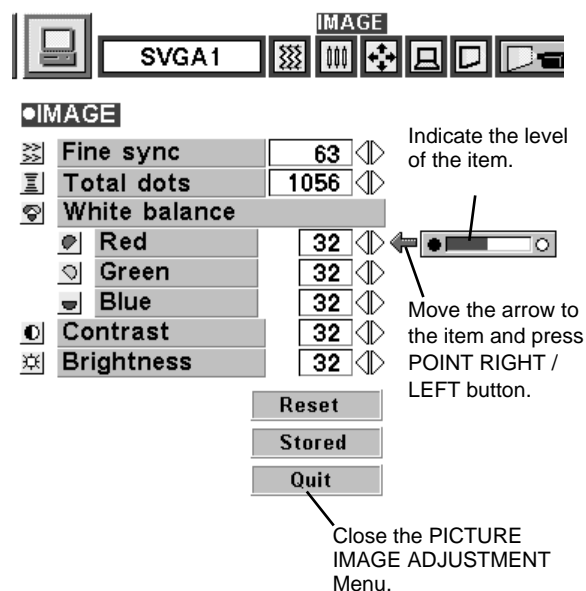 IMAGE
SVGA1
●IMAGE
Fine sync 63
Total dots 1056
White balance
Red 32
Green 32
Blue 32
Contrast 32
Brightness 32
Reset
Stored
Quit
Indicate the level
of the item.
Move the arrow to
the item and press
POINT RIGHT /
LEFT button.
Close the PICTURE
IMAGE ADJUSTMENT
Menu.